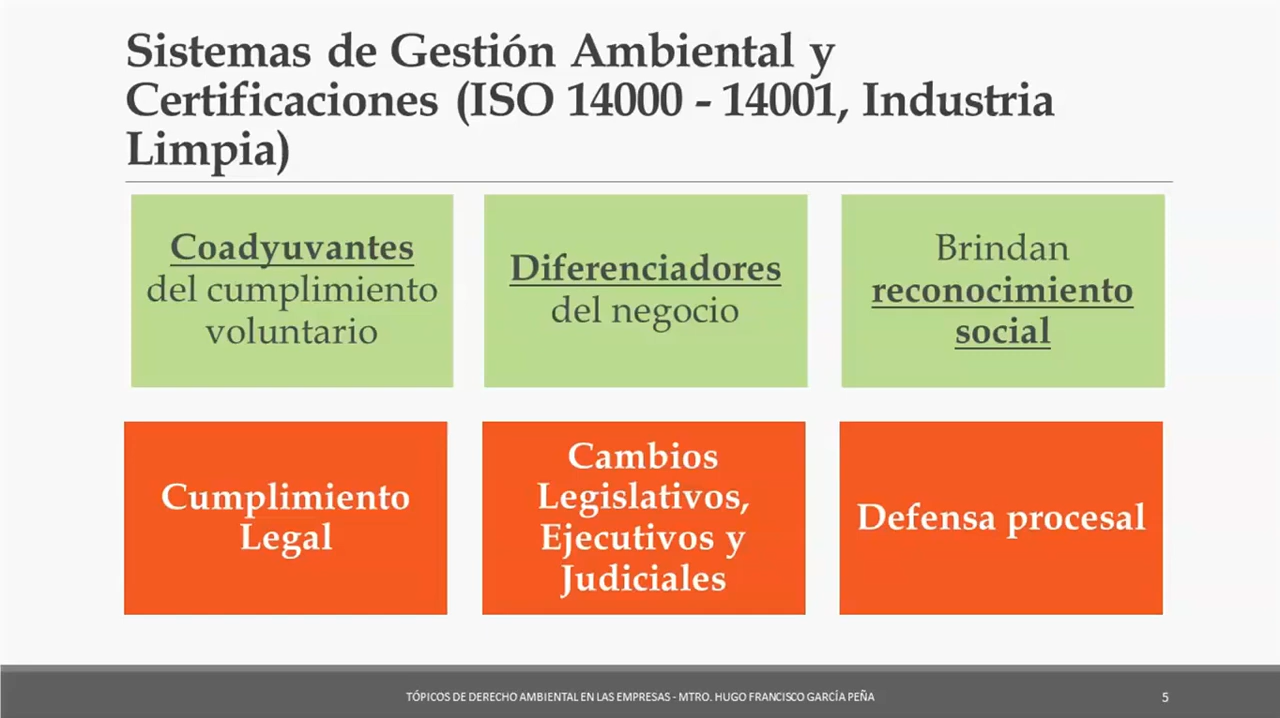 Sistemas de Gestión Ambiental y
Certificaciones (ISO 14000 - 14001, Industria
Limpia)
Coadyuvantes
del cumplimiento
voluntario
Diferenciadores
del negocio
Brindan
reconocimiento
social
Cumplimiento
Legal
Cambios
Legislativos,
Ejecutivos y
Judiciales
Defensa procesal
TÓPICOS DE DERECHO AMBIENTAL EN LAS EMPRESAS - MTRO. HUGO FRANCISCO GARCÍA PEÑA
5